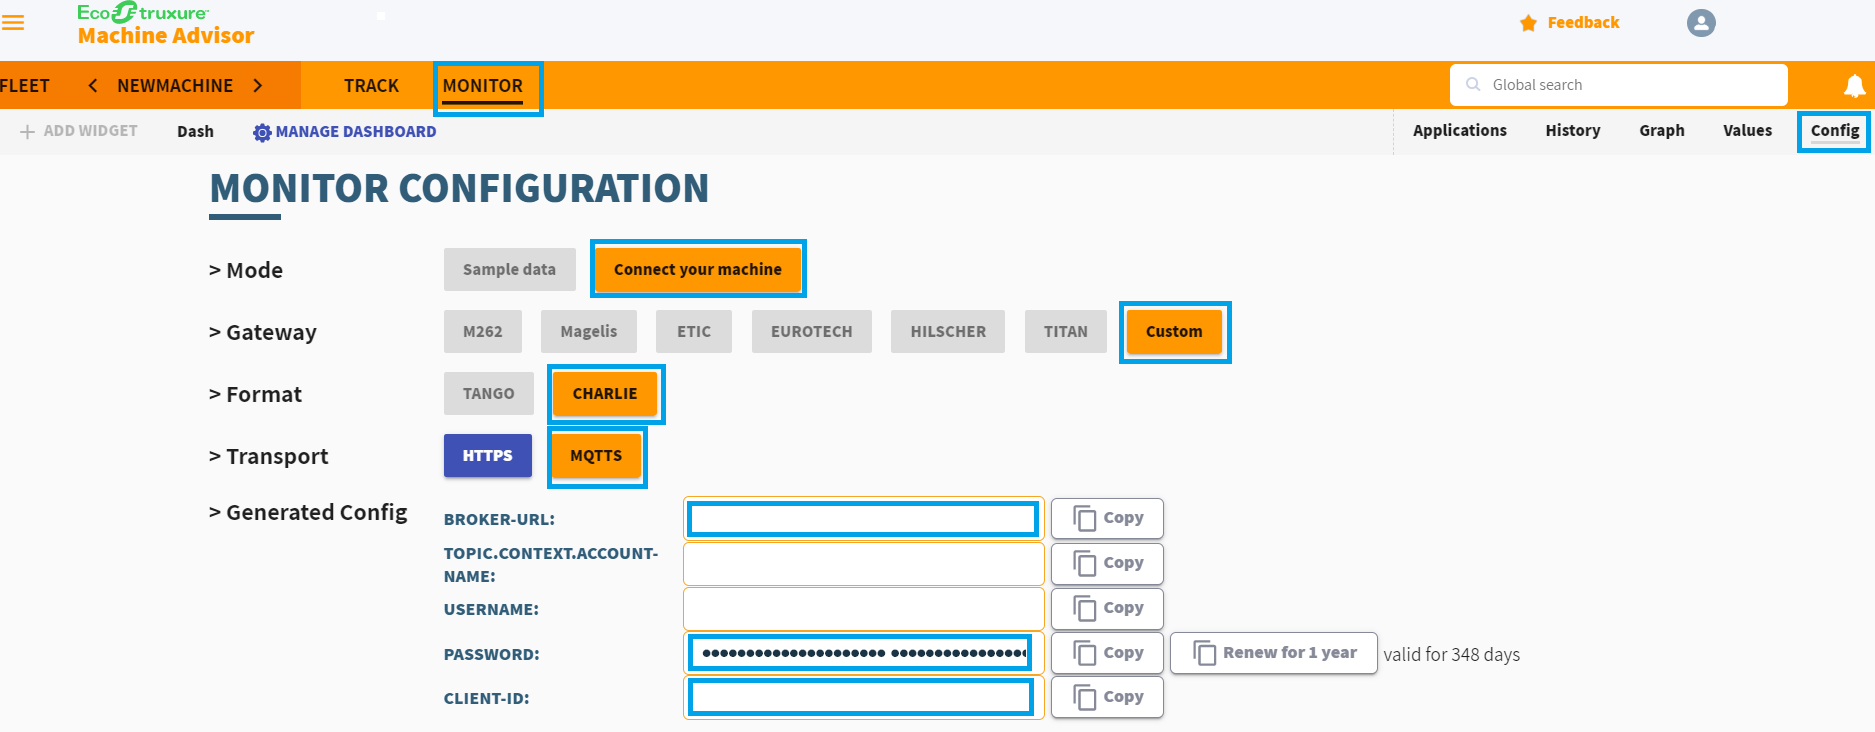 EcoStruxure
Machine Advisor
Feedback
FLEET < NEWMACHINE > TRACK MONITOR Global search
+ ADD WIDGET Dash MANAGE DASHBOARD Applications History Graph Values Config
MONITOR CONFIGURATION
> Mode Sample data Connect your machine
> Gateway M262 Magelis ETIC EUROTECH HILSCHER TITAN Custom
> Format TANGO CHARLIE
> Transport HTTPS MQTTS
> Generated Config BROKER-URL: Copy
TOPIC.CONTEXT.ACCOUNT-
NAME: Copy
USERNAME: Copy
PASSWORD: Copy Renew for 1 year valid for 348 days
CLIENT-ID: Copy